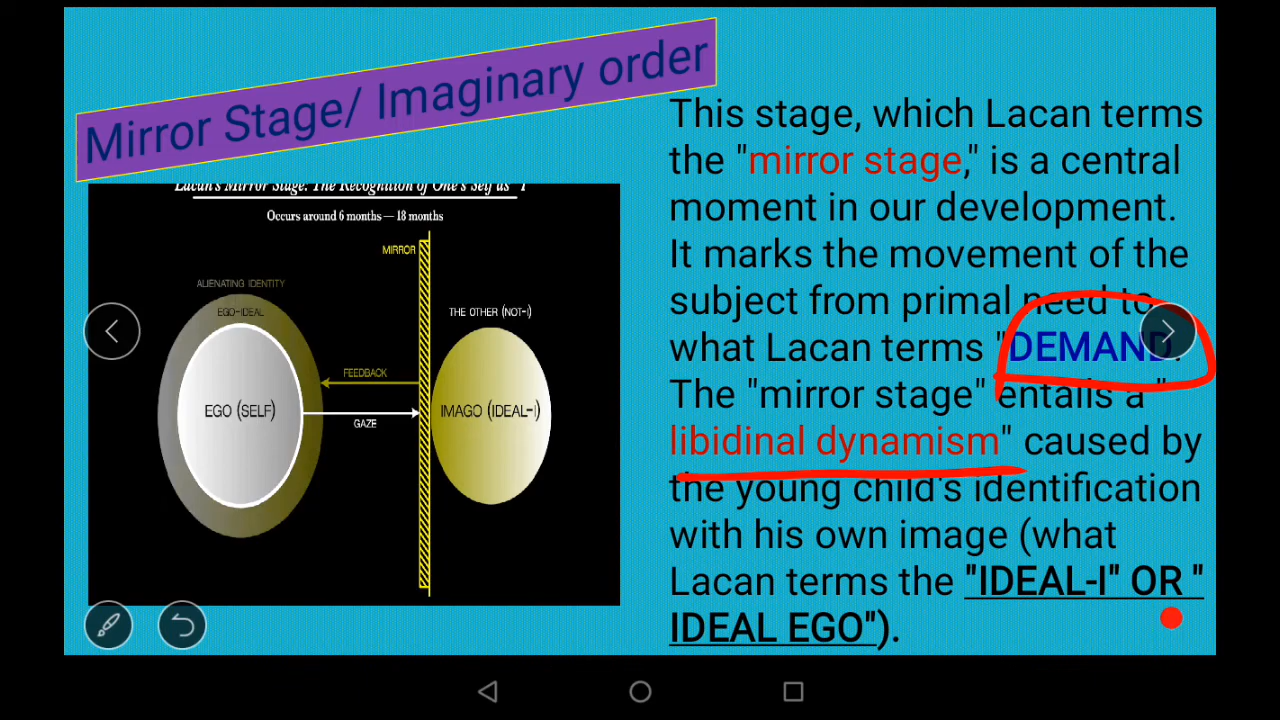 Mirror Stage/ Imaginary order
Lacan's Mirror Stage: The Recognition of One's Self as "I"
Occurs around 6 months — 18 months
MIRROR
ALIENATING IDENTITY
EGO-IDEAL
THE OTHER (NOT-I)
FEEDBACK
EGO (SELF)
IMAGO (IDEAL-I)
GAZE
This stage, which Lacan terms
the "mirror stage," is a central
moment in our development.
It marks the movement of the
subject from primal need to
what Lacan terms "DEMAND".
The "mirror stage" entails a "
libidinal dynamism" caused by
the young child's identification
with his own image (what
Lacan terms the "IDEAL-I" OR "
IDEAL EGO").